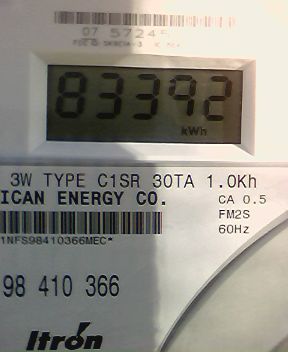 07 5724
83392
kWh
3W TYPE C1SR 30TA 1.0Kh
ICAN ENERGY CO.
CA 0.5
FM2S
60Hz
1NFS98410366MEC*
98 410 366
Itron